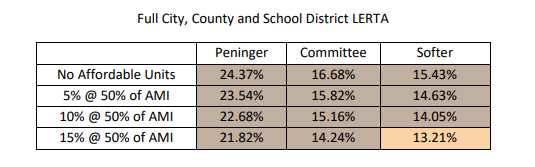 Full City, County and School District LERTA
Peninger Committee Softer
No Affordable Units 24.37% 16.68% 15.43%
5% @ 50% of AMI 23.54% 15.82% 14.63%
10% @ 50% of AMI 22.68% 15.16% 14.05%
15% @ 50% of AMI 21.82% 14.24% 13.21%